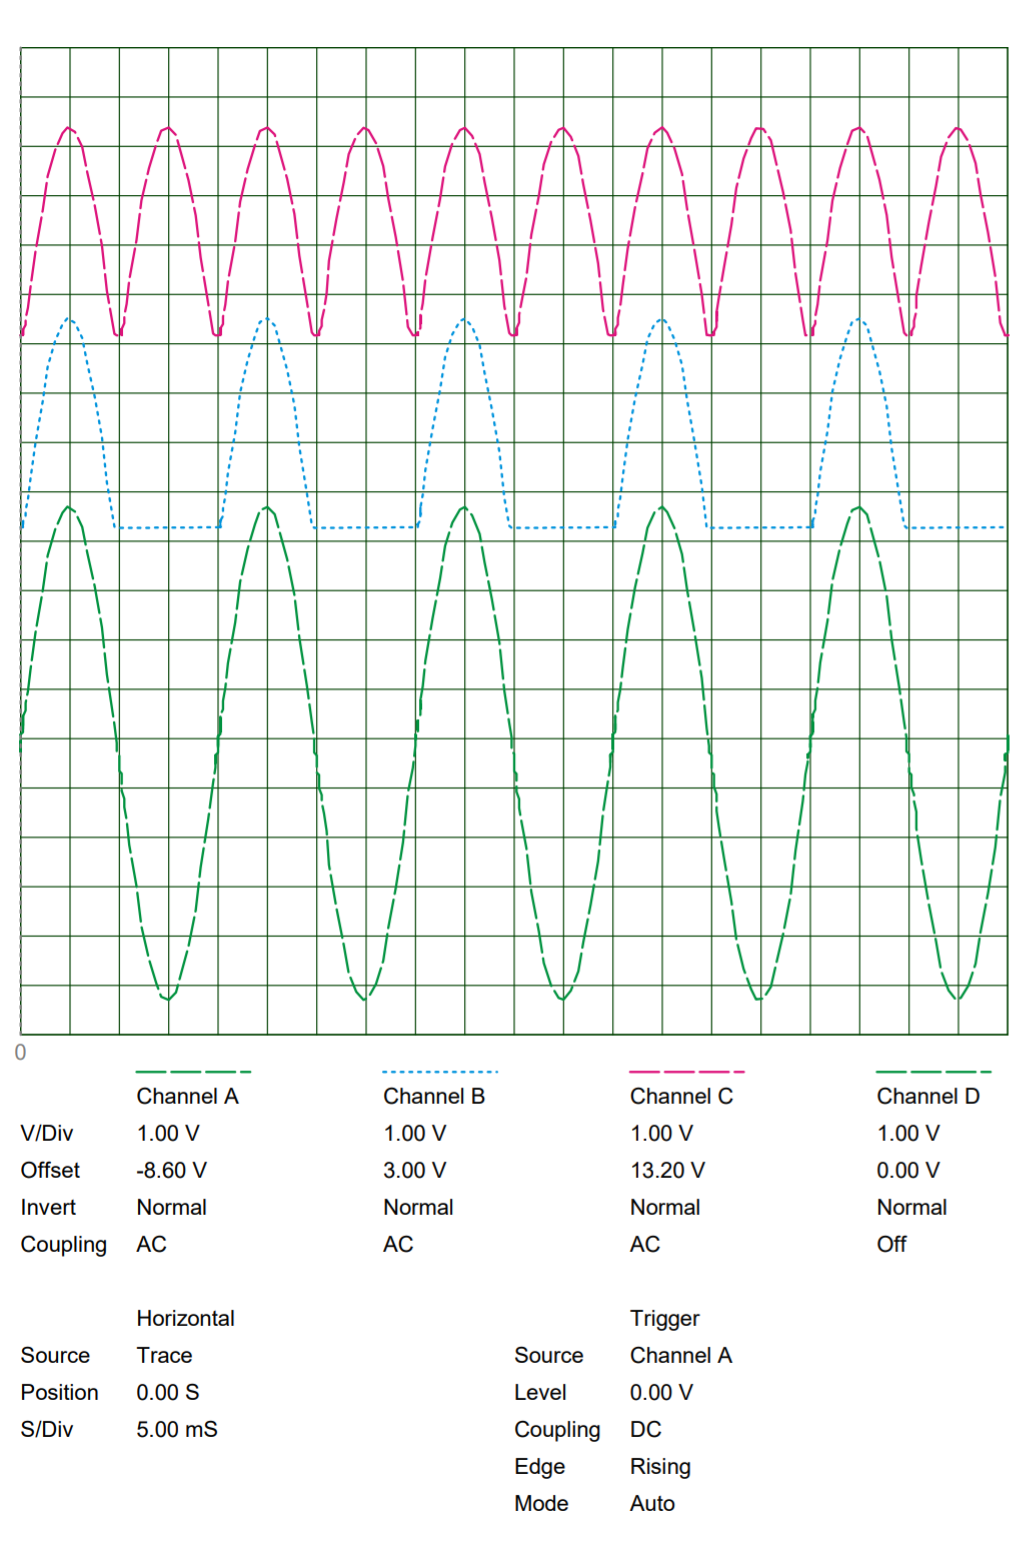 0
Channel A Channel B Channel C Channel D
V/Div 1.00 V 1.00 V 1.00 V 1.00 V
Offset -8.60 V 3.00 V 13.20 V 0.00 V
Invert Normal Normal Normal Normal
Coupling AC AC AC Off
Horizontal Trigger
Source Trace Source Channel A
Position 0.00 S Level 0.00 V
S/Div 5.00 mS Coupling DC
Edge Rising
Mode Auto